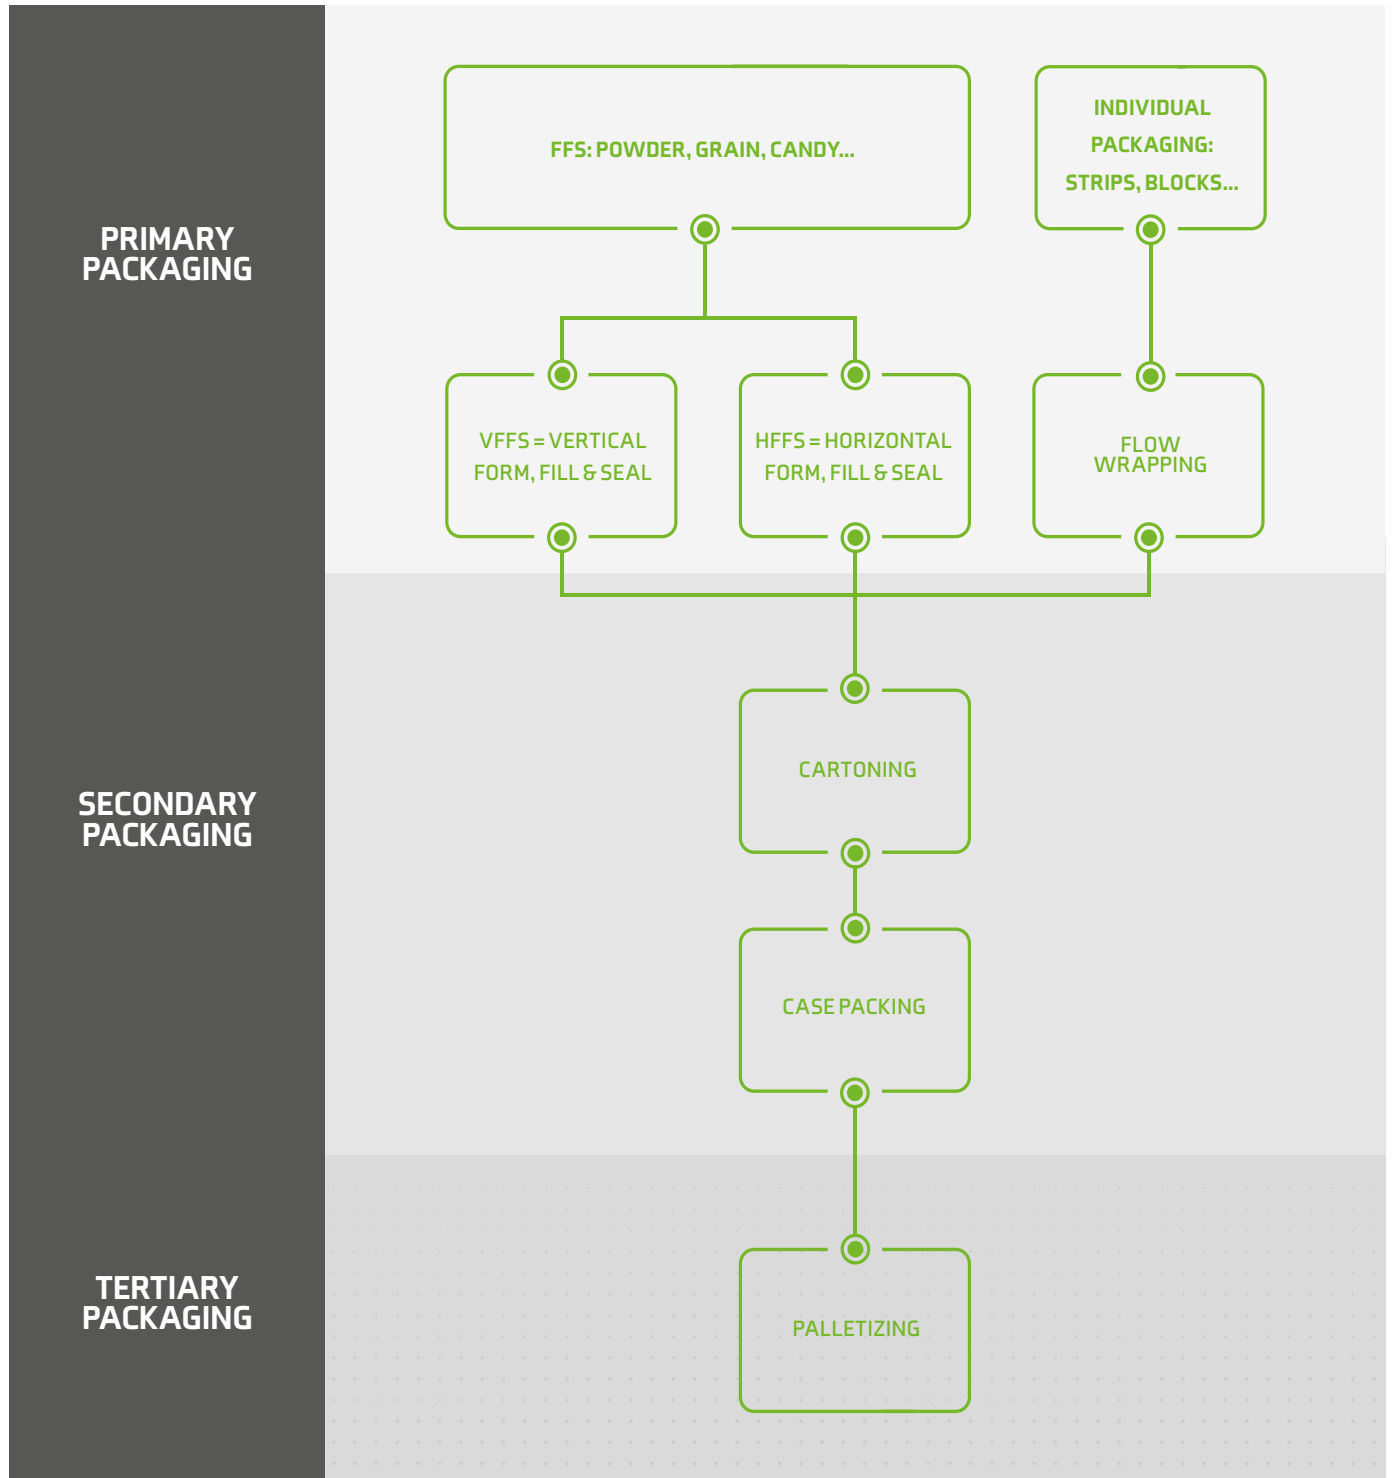 PRIMARY
PACKAGING
FFS: POWDER, GRAIN, CANDY...
INDIVIDUAL
PACKAGING:
STRIPS, BLOCKS...
VFFS = VERTICAL
FORM, FILL & SEAL
HFFS = HORIZONTAL
FORM, FILL & SEAL
FLOW
WRAPPING
SECONDARY
PACKAGING
CARTONING
CASE PACKING
TERTIARY
PACKAGING
PALLETIZING